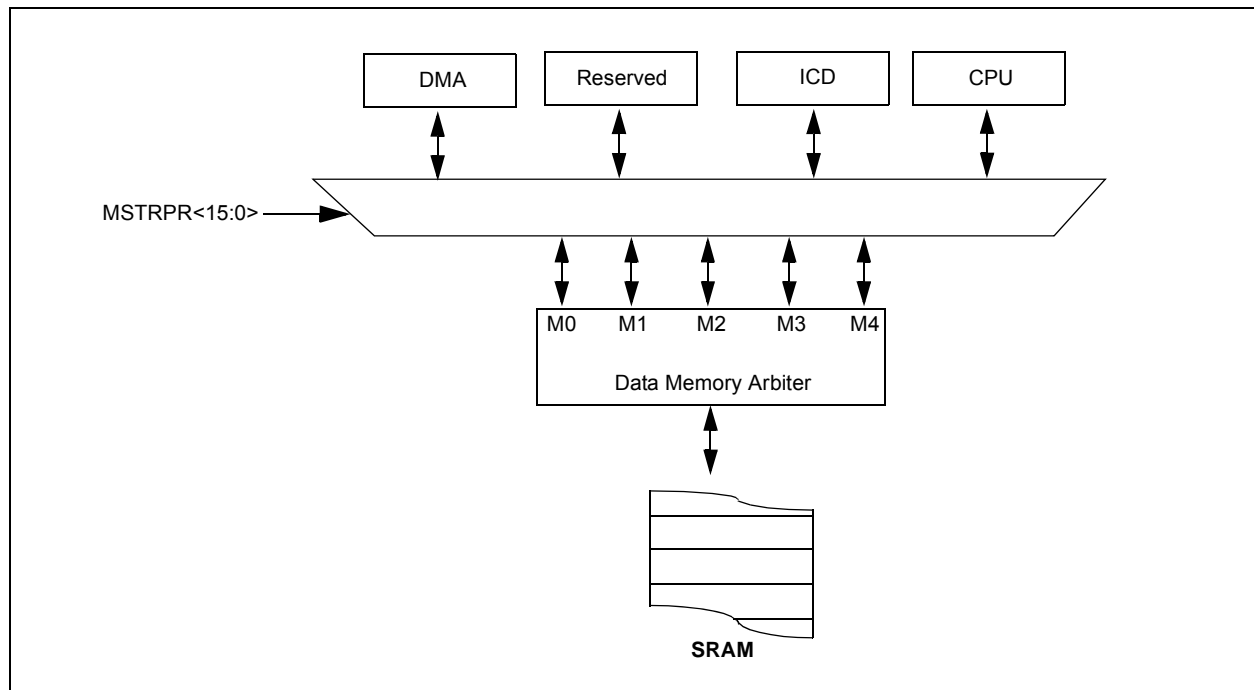 DMA
Reserved
ICD
CPU
MSTRPR<15:0>
M0
M1
M2
M3
M4
Data Memory Arbiter
SRAM